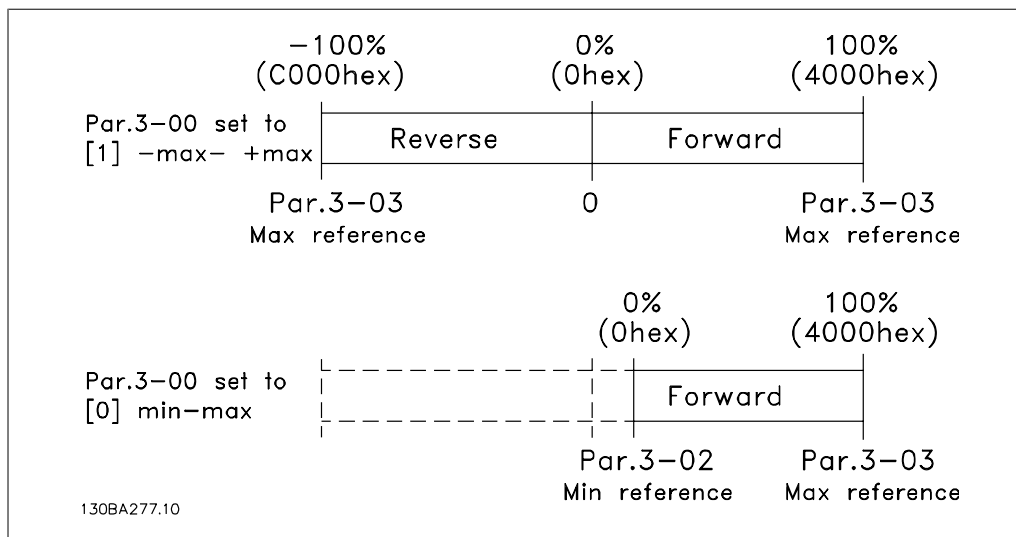 -100% 0% 100%
(C000hex) (0hex) (4000hex)
Par.3-00 set to
[1] -max- +max
Reverse Forward
Par.3-03 0 Par.3-03
Max reference Max reference
0% 100%
(0hex) (4000hex)
Par.3-00 set to
[0] min-max
Forward
Par.3-02 Par.3-03
Min reference Max reference
130BA277.10